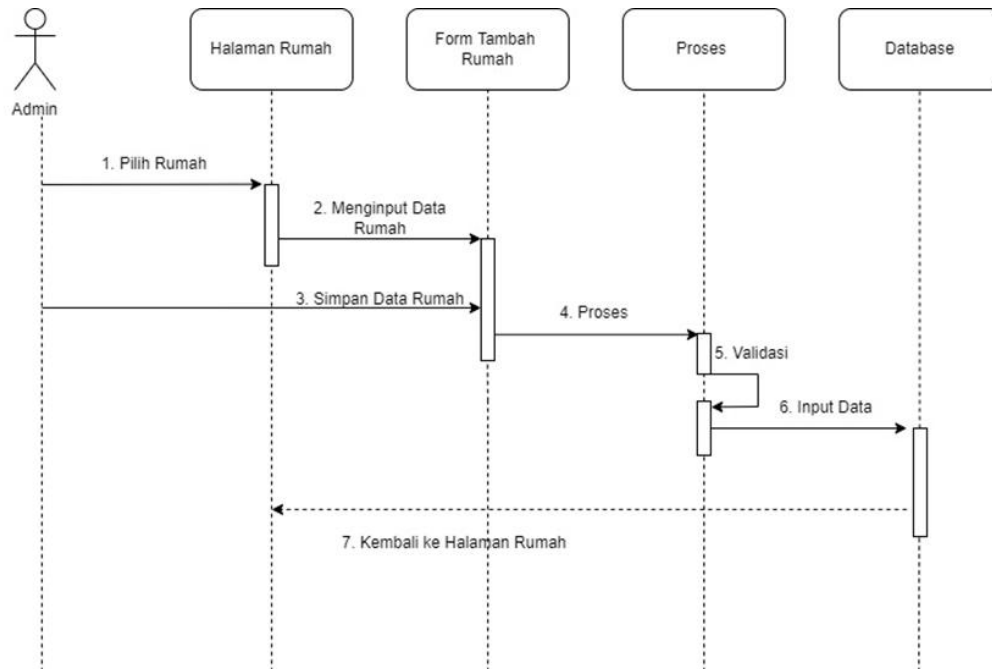 Halaman Rumah
Form Tambah
Rumah
Proses
Database
Admin
1. Pilih Rumah
2. Menginput Data
Rumah
3. Simpan Data Rumah
4. Proses
5. Validasi
6. Input Data
7. Kembali ke Halaman Rumah